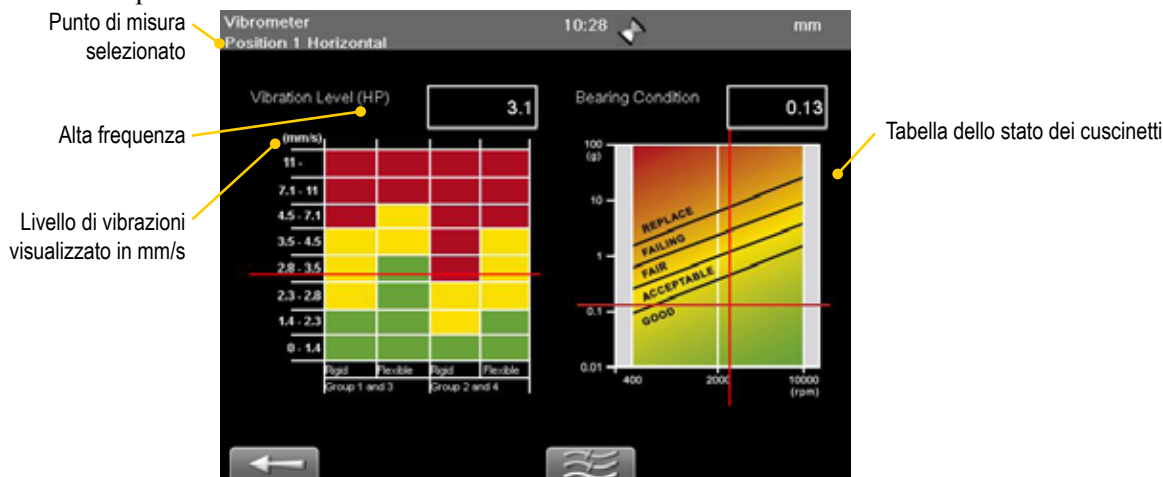 Punto di misura
selezionato
Alta frequenza
Livello di vibrazioni
visualizzato in mm/s
Vibrometer
Position 1 Horizontal
10:28
mm
Vibration Level (HP)
3.1
(mm/s)
11 -
7.1 - 11
4.5 - 7.1
3.5 - 4.5
2.8 - 3.5
2.3 - 2.8
1.4 - 2.3
0 - 1.4
Rigid Flexible Rigid Flexible
Group 1 and 3 Group 2 and 4
Bearing Condition
0.13
100
(g)
10
1
0.1
0.01
REPLACE
FAILING
FAIR
ACCEPTABLE
GOOD
400 2000 10000
(rpm)
Tabella dello stato dei cuscinetti